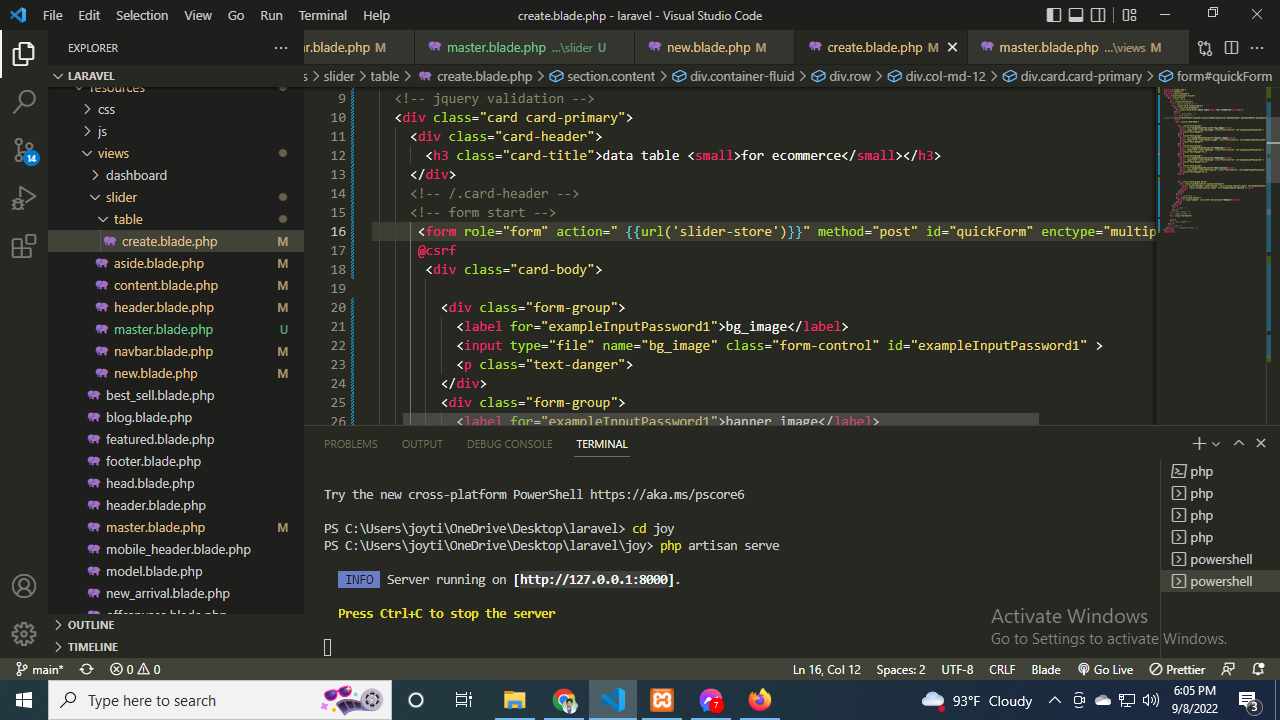 File Edit Selection View Go Run Terminal Help
create.blade.php - laravel - Visual Studio Code
EXPLORER
ar.blade.php M
master.blade.php ...\slider U
new.blade.php M
create.blade.php M
master.blade.php ...\views M
LARAVEL
s > slider > table > create.blade.php > section.content > div.container-fluid > div.row > div.col-md-12 > div.card.card-primary > form#quickForm
resources
css
js
views
dashboard
slider
table
create.blade.php M
aside.blade.php M
content.blade.php M
header.blade.php M
master.blade.php U
navbar.blade.php M
new.blade.php M
best_sell.blade.php
blog.blade.php
featured.blade.php
footer.blade.php
head.blade.php
header.blade.php
master.blade.php M
mobile_header.blade.php
model.blade.php
new_arrival.blade.php
OUTLINE
TIMELINE
14
9 <!-- jquery validation -->
10 <div class="card card-primary">
11 <div class="card-header">
12 <h3 class="card-title">data table <small>for ecommerce</small></h3>
13 </div>
14 <!-- /.card-header -->
15 <!-- form start -->
16 <form role="form" action=" {{url('slider-store')}}" method="post" id="quickForm" enctype="multip
17 @csrf
18 <div class="card-body">
19
20 <div class="form-group">
21 <label for="exampleInputPassword1">bg_image</label>
22 <input type="file" name="bg_image" class="form-control" id="exampleInputPassword1" >
23 <p class="text-danger">
24 </div>
25 <div class="form-group">
26 <label for="exampleInputPassword1">banner_image</label>
PROBLEMS OUTPUT DEBUG CONSOLE TERMINAL
Try the new cross-platform PowerShell https://aka.ms/pscore6
PS C:\Users\joyti\OneDrive\Desktop\laravel> cd joy
PS C:\Users\joyti\OneDrive\Desktop\laravel\joy> php artisan serve
INFO Server running on [http://127.0.0.1:8000].
Press Ctrl+C to stop the server
php
php
php
php
powershell
powershell
Activate Windows
Go to Settings to activate Windows.
main* 0 0
Ln 16, Col 12 Spaces: 2 UTF-8 CRLF Blade Go Live Prettier
Type here to search
7
93°F Cloudy
6:05 PM
9/8/2022
3